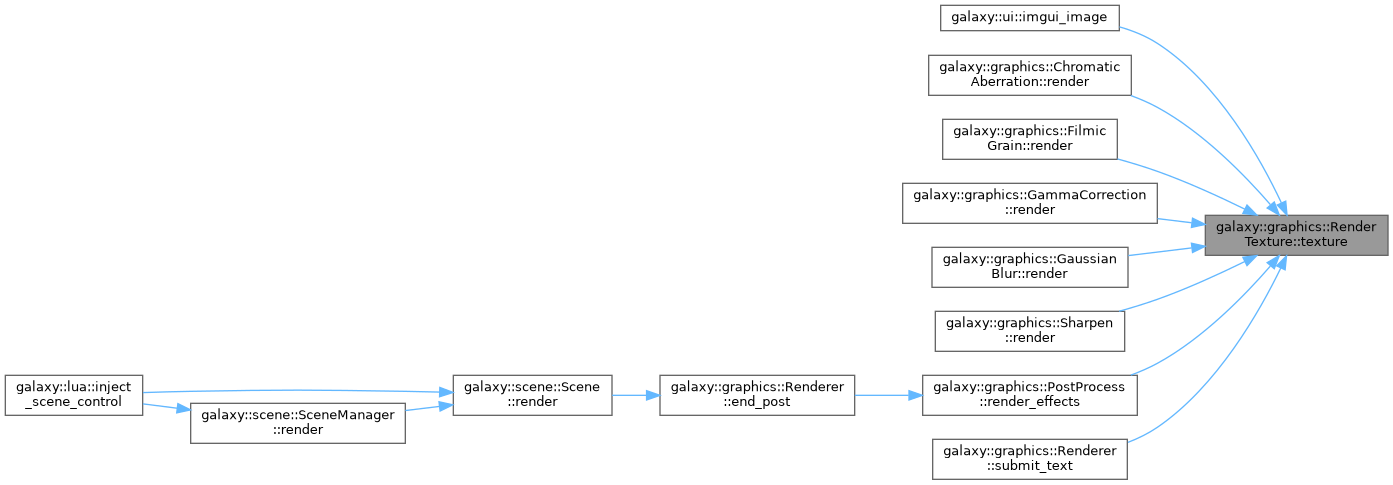 galaxy::ui::imgui_image
galaxy::graphics::Chromatic
Aberration::render
galaxy::graphics::Filmic
Grain::render
galaxy::graphics::GammaCorrection
::render
galaxy::graphics::Render
Texture::texture
galaxy::graphics::Gaussian
Blur::render
galaxy::graphics::Sharpen
::render
galaxy::lua::inject
_scene_control
galaxy::scene::SceneManager
::render
galaxy::scene::Scene
::render
galaxy::graphics::Renderer
::end_post
galaxy::graphics::PostProcess
::render_effects
galaxy::graphics::Renderer
::submit_text